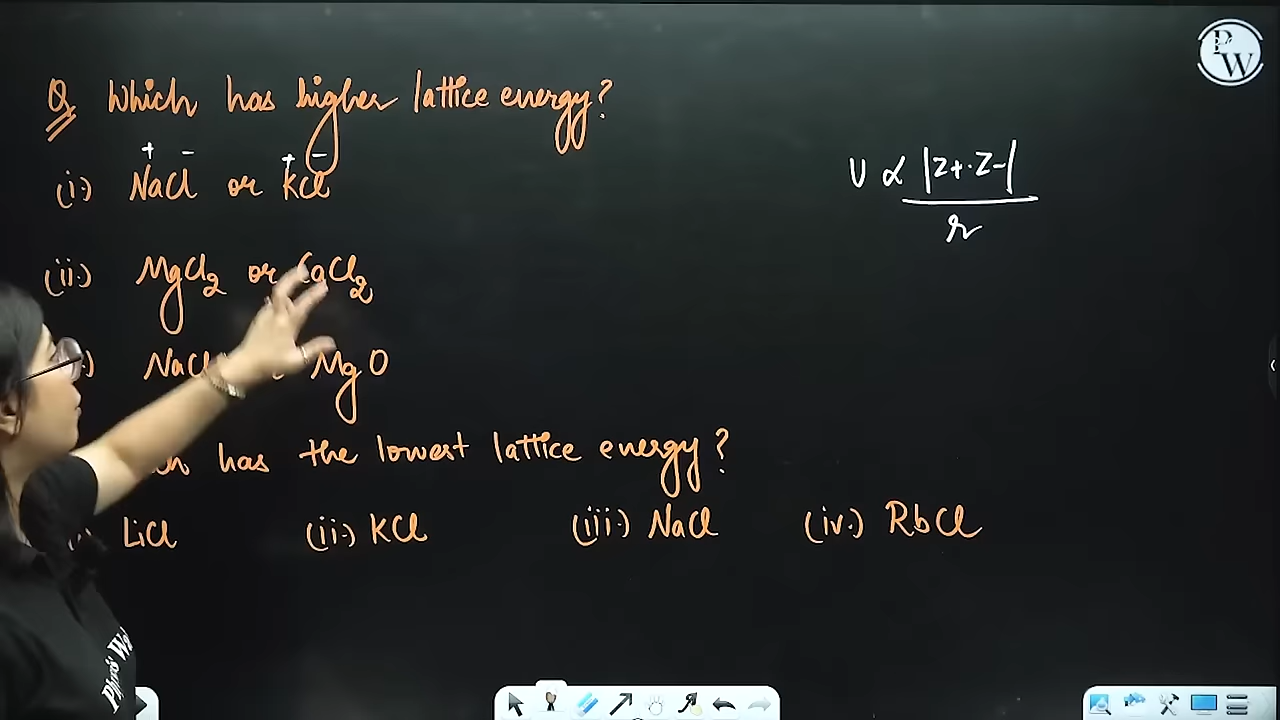 Q Which has higher lattice energy?
+ - + -
(i.) NaCl or KCl
(ii.) MgCl2 or CaCl2
NaCl MgO
has the lowest lattice energy?
LiCl (ii.) KCl (iii.) NaCl (iv.) RbCl
U ∝ |Z+.Z-|
r
PW